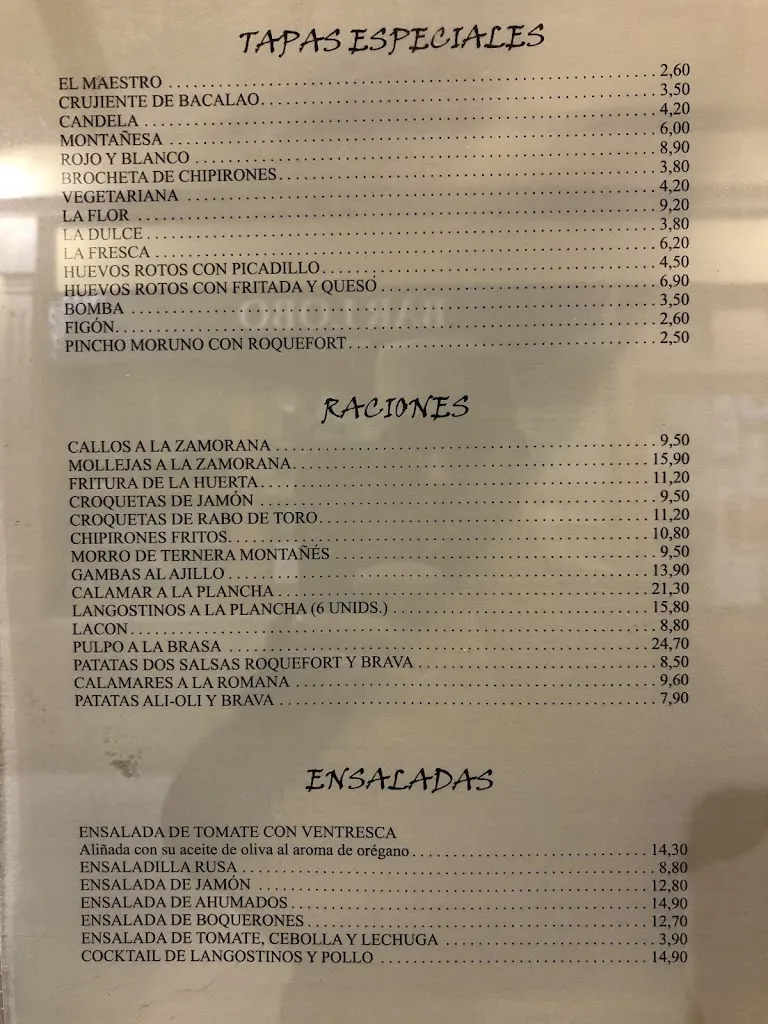 TAPAS ESPECIALES
EL MAESTRO 2,60
CRUJIENTE DE BACALAO 3,50
CANDELA 4,20
MONTAÑESA 6,00
ROJO Y BLANCO 8,90
BROCHETA DE CHIPIRONES 3,80
VEGETARIANA 4,20
LA FLOR 9,20
LA DULCE 3,80
LA FRESCA 6,20
HUEVOS ROTOS CON PICADILLO 4,50
HUEVOS ROTOS CON FRITADA Y QUESO 6,90
BOMBA 3,50
FIGÓN 2,60
PINCHO MORUNO CON ROQUEFORT 2,50
RACIONES
CALLOS A LA ZAMORANA 9,50
MOLLEJAS A LA ZAMORANA 15,90
FRITURA DE LA HUERTA 11,20
CROQUETAS DE JAMÓN 9,50
CROQUETAS DE RABO DE TORO 11,20
CHIPIRONES FRITOS 10,80
MORRO DE TERNERA MONTAÑÉS 9,50
GAMBAS AL AJILLO 13,90
CALAMAR A LA PLANCHA 21,30
LANGOSTINOS A LA PLANCHA (6 UNIDS.) 15,80
LACON 8,80
PULPO A LA BRASA 24,70
PATATAS DOS SALSAS ROQUEFORT Y BRAVA 8,50
CALAMARES A LA ROMANA 9,60
PATATAS ALI-OLI Y BRAVA 7,90
ENSALADAS
ENSALADA DE TOMATE CON VENTRESCA
Aliñada con su aceite de oliva al aroma de orégano 14,30
ENSALADILLA RUSA 8,80
ENSALADA DE JAMÓN 12,80
ENSALADA DE AHUMADOS 14,90
ENSALADA DE BOQUERONES 12,70
ENSALADA DE TOMATE, CEBOLLA Y LECHUGA 3,90
COCKTAIL DE LANGOSTINOS Y POLLO 14,90